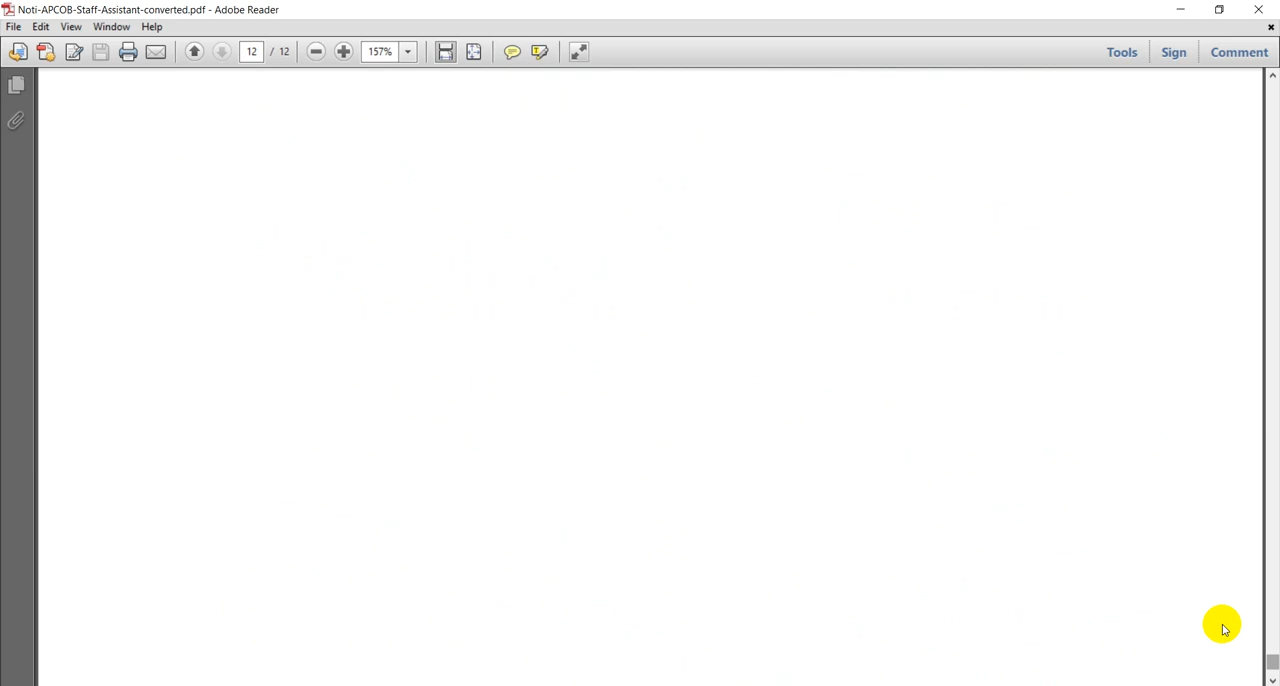 Noti-APCOB-Staff-Assistant-converted.pdf - Adobe Reader
File Edit View Window Help
12 / 12 157% Tools Sign Comment